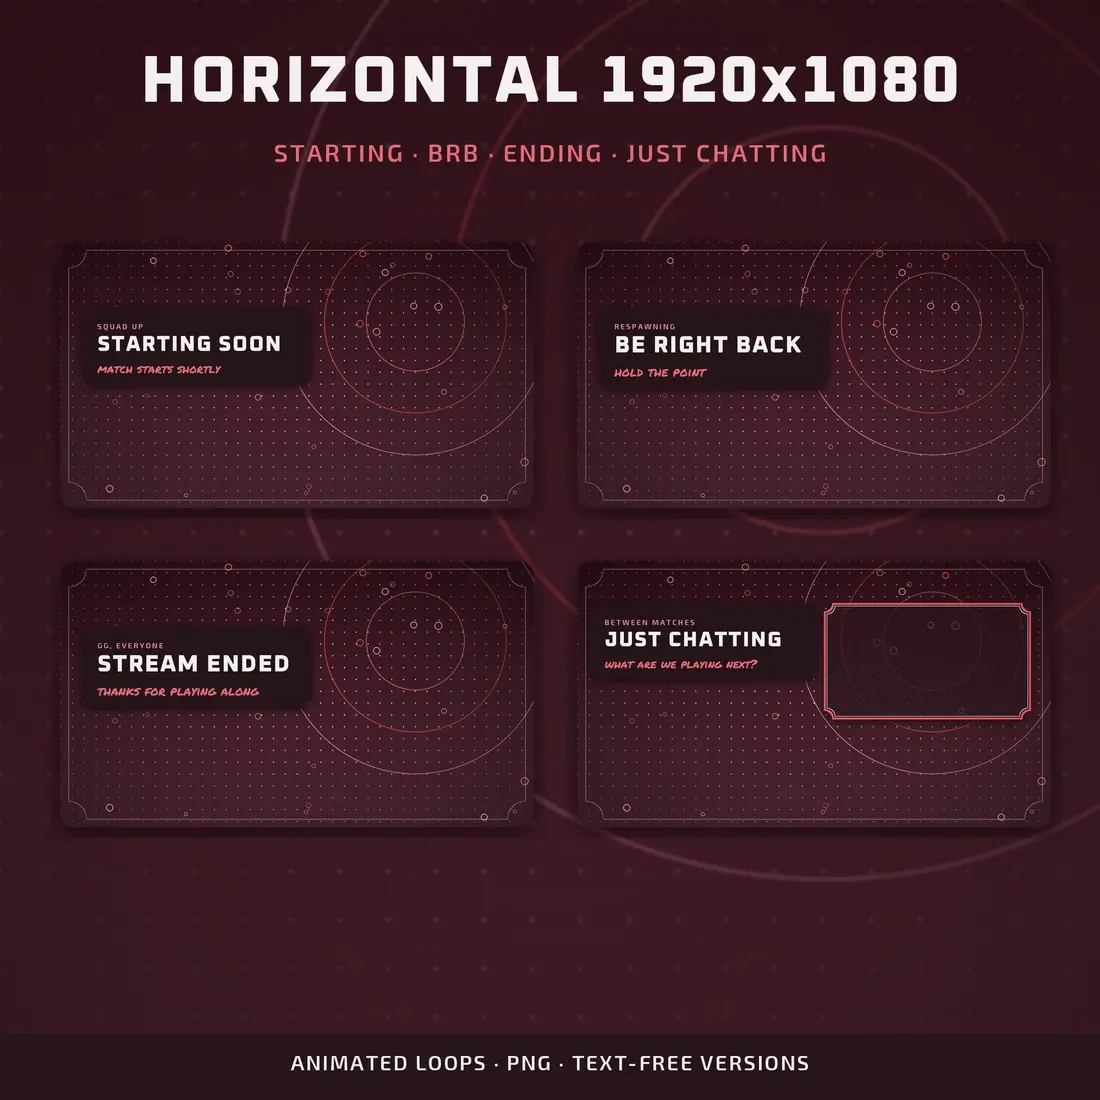 HORIZONTAL 1920x1080
STARTING · BRB · ENDING · JUST CHATTING
SQUAD UP
STARTING SOON
MATCH STARTS SHORTLY
RESPAWNING
BE RIGHT BACK
HOLD THE POINT
GG, EVERYONE
STREAM ENDED
THANKS FOR PLAYING ALONG
BETWEEN MATCHES
JUST CHATTING
WHAT ARE WE PLAYING NEXT?
ANIMATED LOOPS · PNG · TEXT-FREE VERSIONS